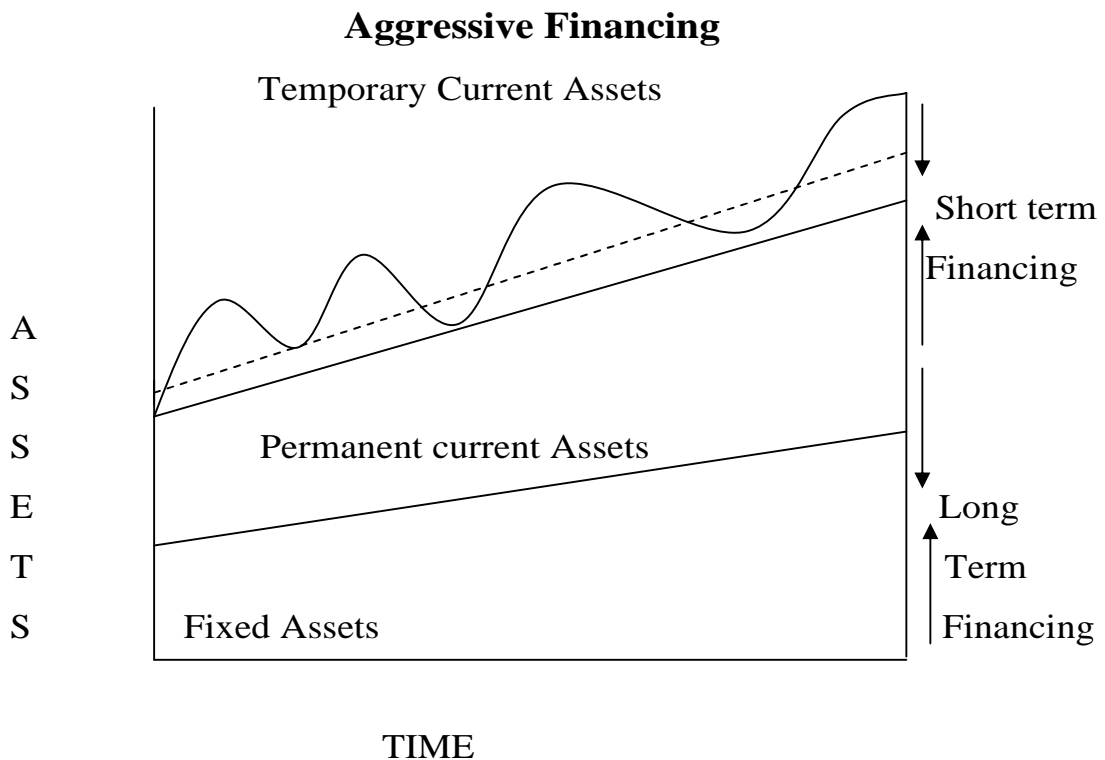 Aggressive Financing
Temporary Current Assets
Short term
Financing
A
S
S
E
T
S
Permanent current Assets
Long
Term
Financing
Fixed Assets
TIME